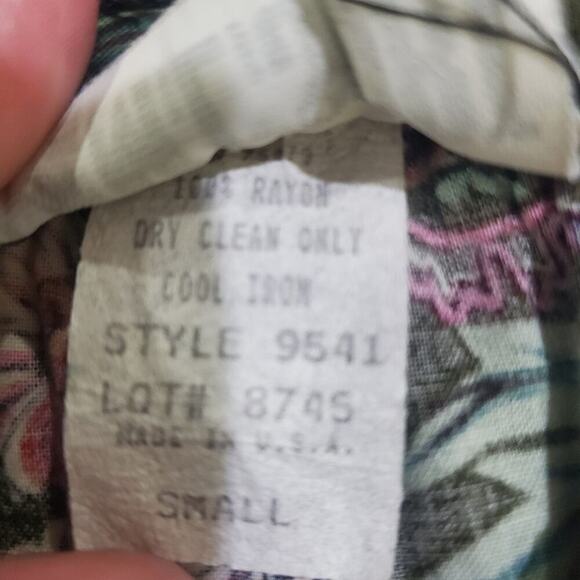 100% RAYON
DRY CLEAN ONLY
COOL IRON
STYLE 9541
LOT# 8745
MADE IN U.S.A.
SMALL